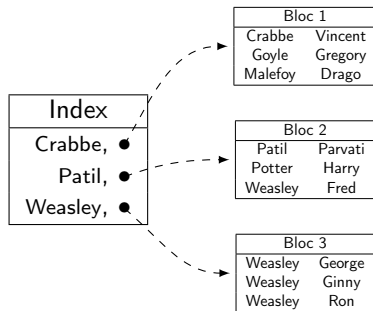 Index
Crabbe,
Patil,
Weasley,
Bloc 1
Crabbe Vincent
Goyle Gregory
Malefoy Drago
Bloc 2
Patil Parvati
Potter Harry
Weasley Fred
Bloc 3
Weasley George
Weasley Ginny
Weasley Ron